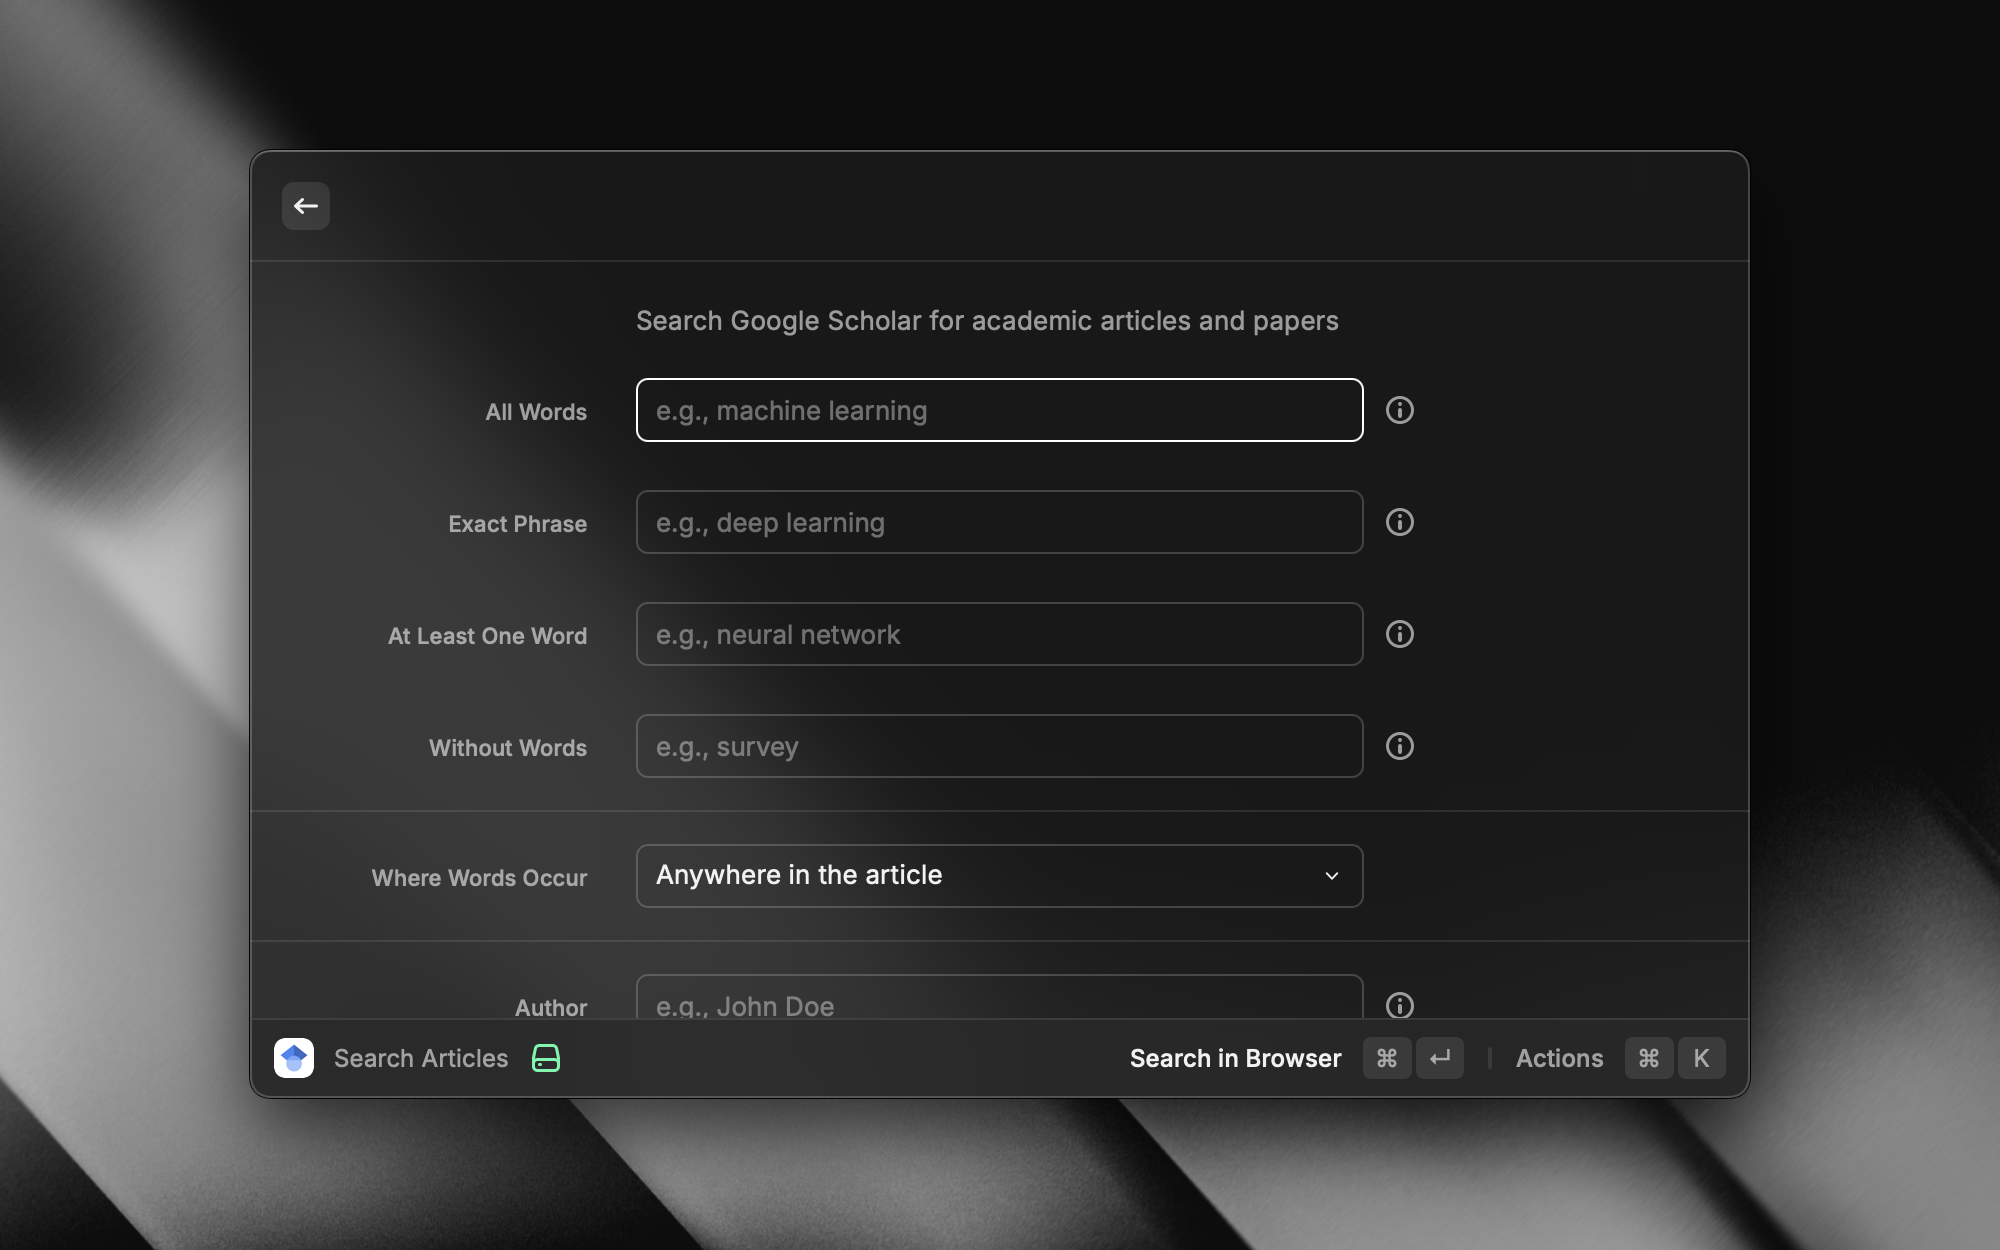 Search Google Scholar for academic articles and papers
All Words
e.g., machine learning
Exact Phrase
e.g., deep learning
At Least One Word
e.g., neural network
Without Words
e.g., survey
Where Words Occur
Anywhere in the article
Author
e.g., John Doe
Search Articles
Search in Browser ⌘ ↵
Actions ⌘ K